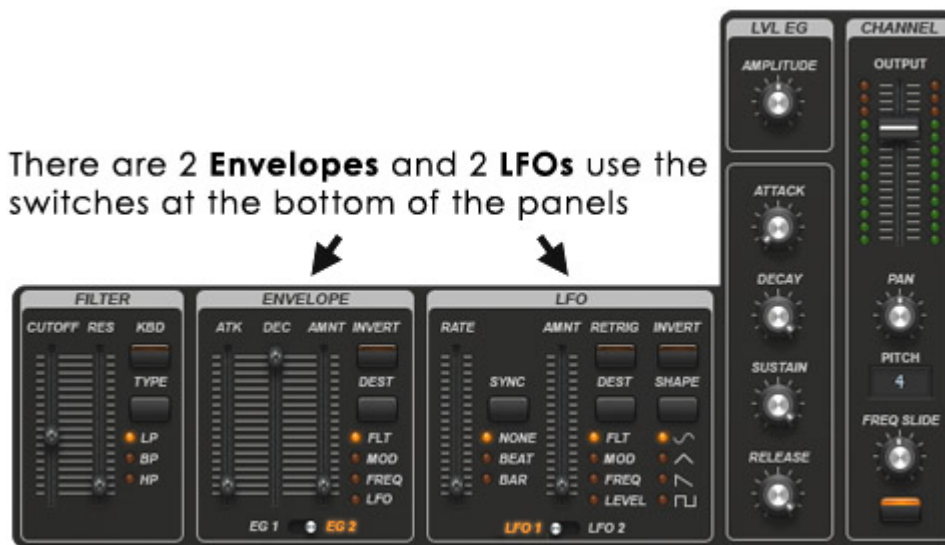 LVL EG CHANNEL
AMPLITUDE OUTPUT
There are 2 Envelopes and 2 LFOs use the
switches at the bottom of the panels
ATTACK
DECAY PAN
SUSTAIN PITCH
4
RELEASE FREQ SLIDE
FILTER ENVELOPE LFO
CUTOFF RES KBD ATK DEC AMNT INVERT RATE AMNT RETRIG INVERT
TYPE DEST SYNC DEST SHAPE
LP FLT NONE FLT
BP MOD BEAT MOD
HP FREQ BAR FREQ
LFO LEVEL
EG 1 EG 2 LFO 1 LFO 2